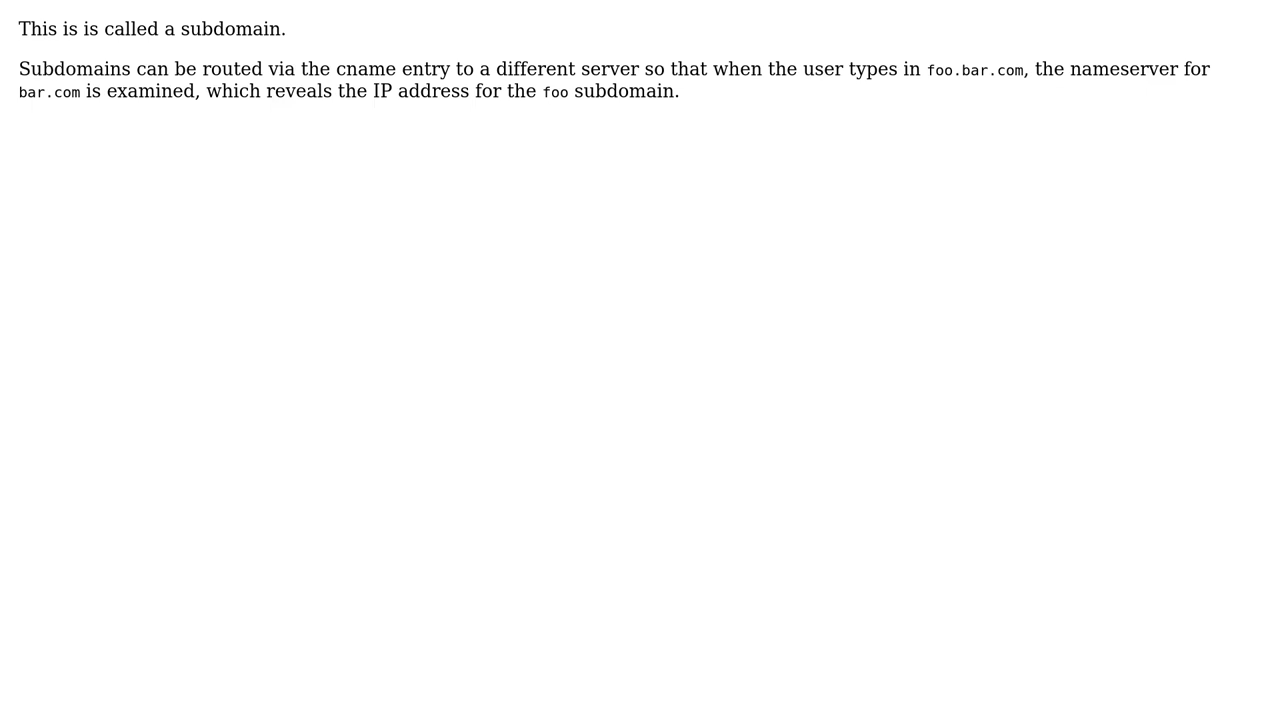 This is is called a subdomain.
Subdomains can be routed via the cname entry to a different server so that when the user types in foo.bar.com, the nameserver for
bar.com is examined, which reveals the IP address for the foo subdomain.